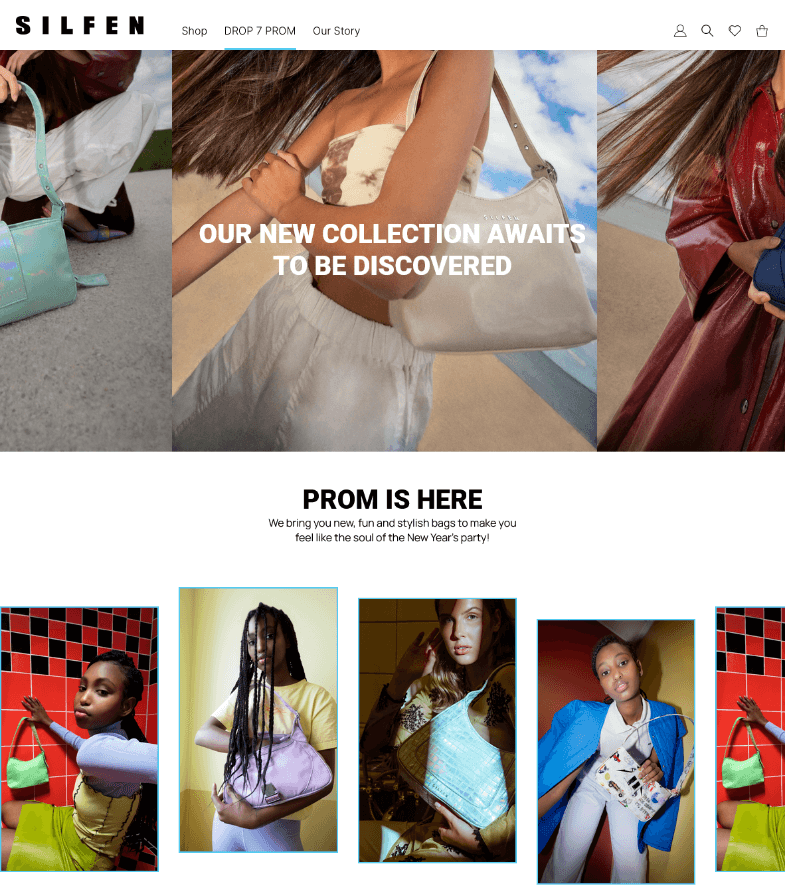 SILFEN
Shop
DROP 7 PROM
Our Story
SILFEN
OUR NEW COLLECTION AWAITS
TO BE DISCOVERED
PROM IS HERE
We bring you new, fun and stylish bags to make you
feel like the soul of the New Year's party!